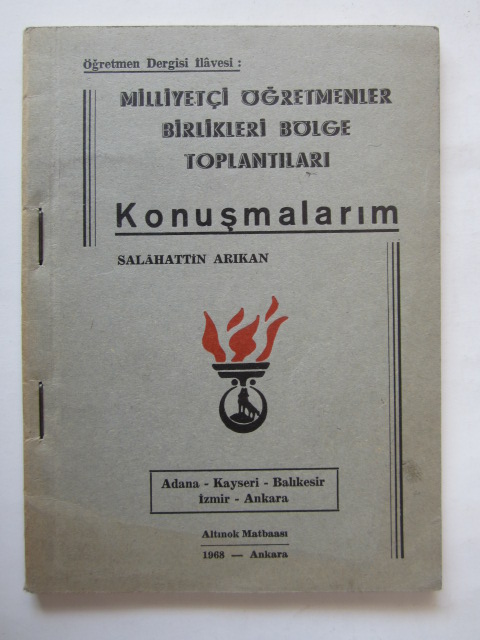 Öğretmen Dergisi İlâvesi :
MİLLİYETÇİ ÖĞRETMENLER
BİRLİKLERİ BÖLGE
TOPLANTILARI
Konuşmalarım
SALÂHATTİN ARIKAN
Adana - Kayseri - Balıkesir
İzmir - Ankara
Altınok Matbaası
1968 — Ankara